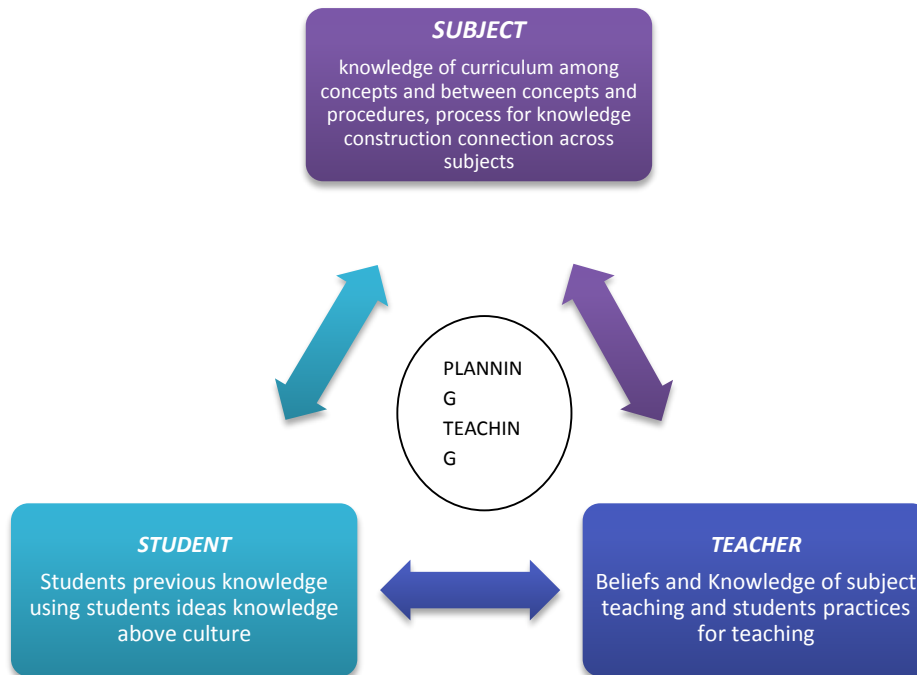 SUBJECT
knowledge of curriculum among
concepts and between concepts and
procedures, process for knowledge
construction connection across
subjects
PLANNIN
G
TEACHIN
G
STUDENT
Students previous knowledge
using students ideas knowledge
above culture
TEACHER
Beliefs and Knowledge of subject
teaching and students practices
for teaching